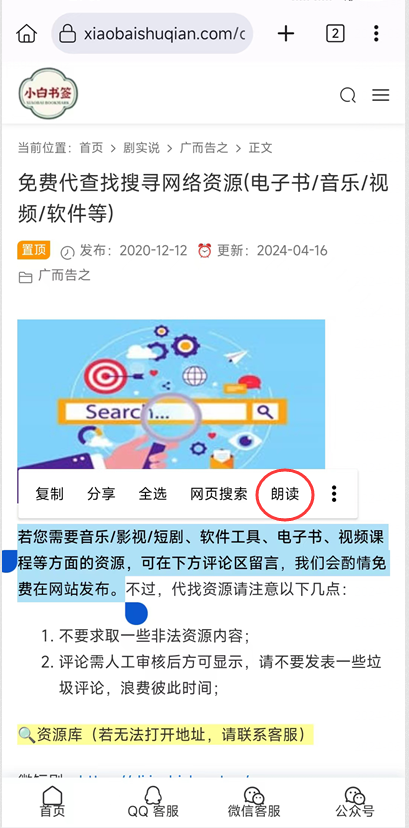 xiaobaishuqian.com/c
2
小白书签
XIAOBAI BOOKMARK
当前位置：首页 > 剧实说 > 广而告之 > 正文
免费代查找搜寻网络资源(电子书/音乐/视
频/软件等)
置顶 发布：2020-12-12 更新：2024-04-16
广而告之
Search...
复制 分享 全选 网页搜索 朗读
若您需要音乐/影视/短剧、软件工具、电子书、视频课
程等方面的资源，可在下方评论区留言，我们会酌情免
费在网站发布。不过，代找资源请注意以下几点：
1. 不要求取一些非法资源内容；
2. 评论需人工审核后方可显示，请不要发表一些垃
圾评论，浪费彼此时间；
🔍资源库（若无法打开地址，请联系客服）
首页 QQ 客服 微信客服 公众号